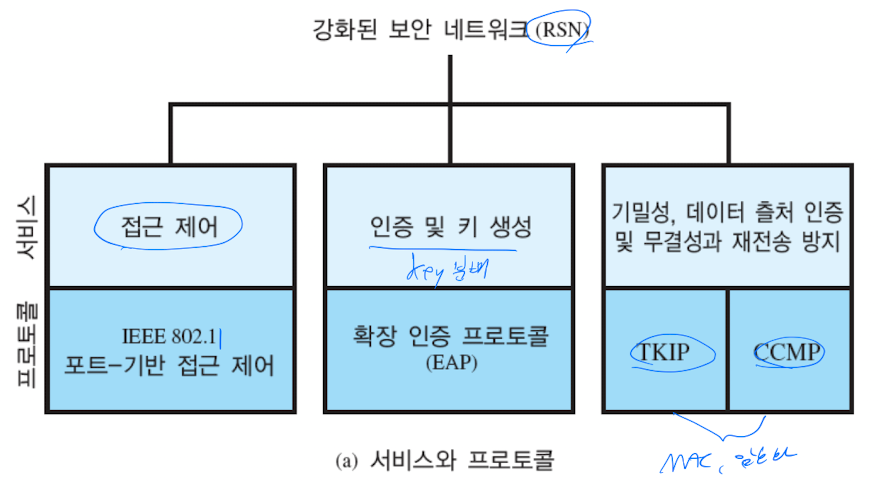 강화된 보안 네트워크 (RSN)
서비스
접근 제어
인증 및 키 생성
key 분배
기밀성, 데이터 출처 인증
및 무결성과 재전송 방지
프로토콜
IEEE 802.1
포트-기반 접근 제어
확장 인증 프로토콜
(EAP)
TKIP
CCMP
MAC,
(a) 서비스와 프로토콜